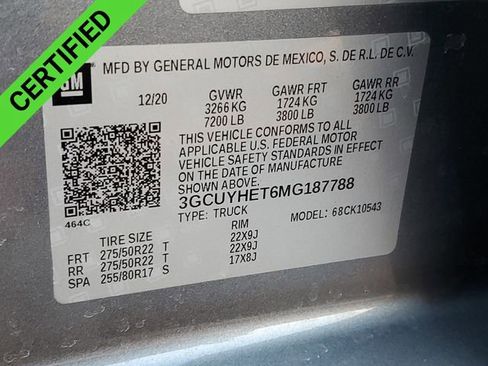 CERTIFIED
GM
MFD BY GENERAL MOTORS DE MEXICO, S. DE R.L. DE C.V.
12/20 GVWR GAWR FRT GAWR RR
3266 KG 1724 KG 1724 KG
7200 LB 3800 LB 3800 LB
THIS VEHICLE CONFORMS TO ALL
APPLICABLE U.S. FEDERAL MOTOR
VEHICLE SAFETY STANDARDS IN EFFECT
ON THE DATE OF MANUFACTURE
SHOWN ABOVE.
3GCUYHET6MG187788
TYPE: TRUCK MODEL: 68CK10543
464C
TIRE SIZE RIM
FRT 275/50R22 T 22X9J
RR 275/50R22 T 22X9J
SPA 255/80R17 S 17X8J